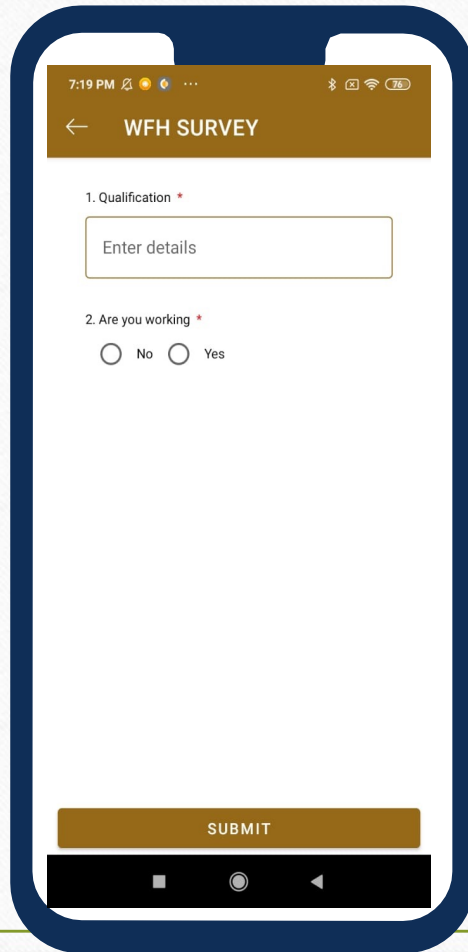 7:19 PM
76
WFH SURVEY
1. Qualification *
Enter details
2. Are you working *
No Yes
SUBMIT